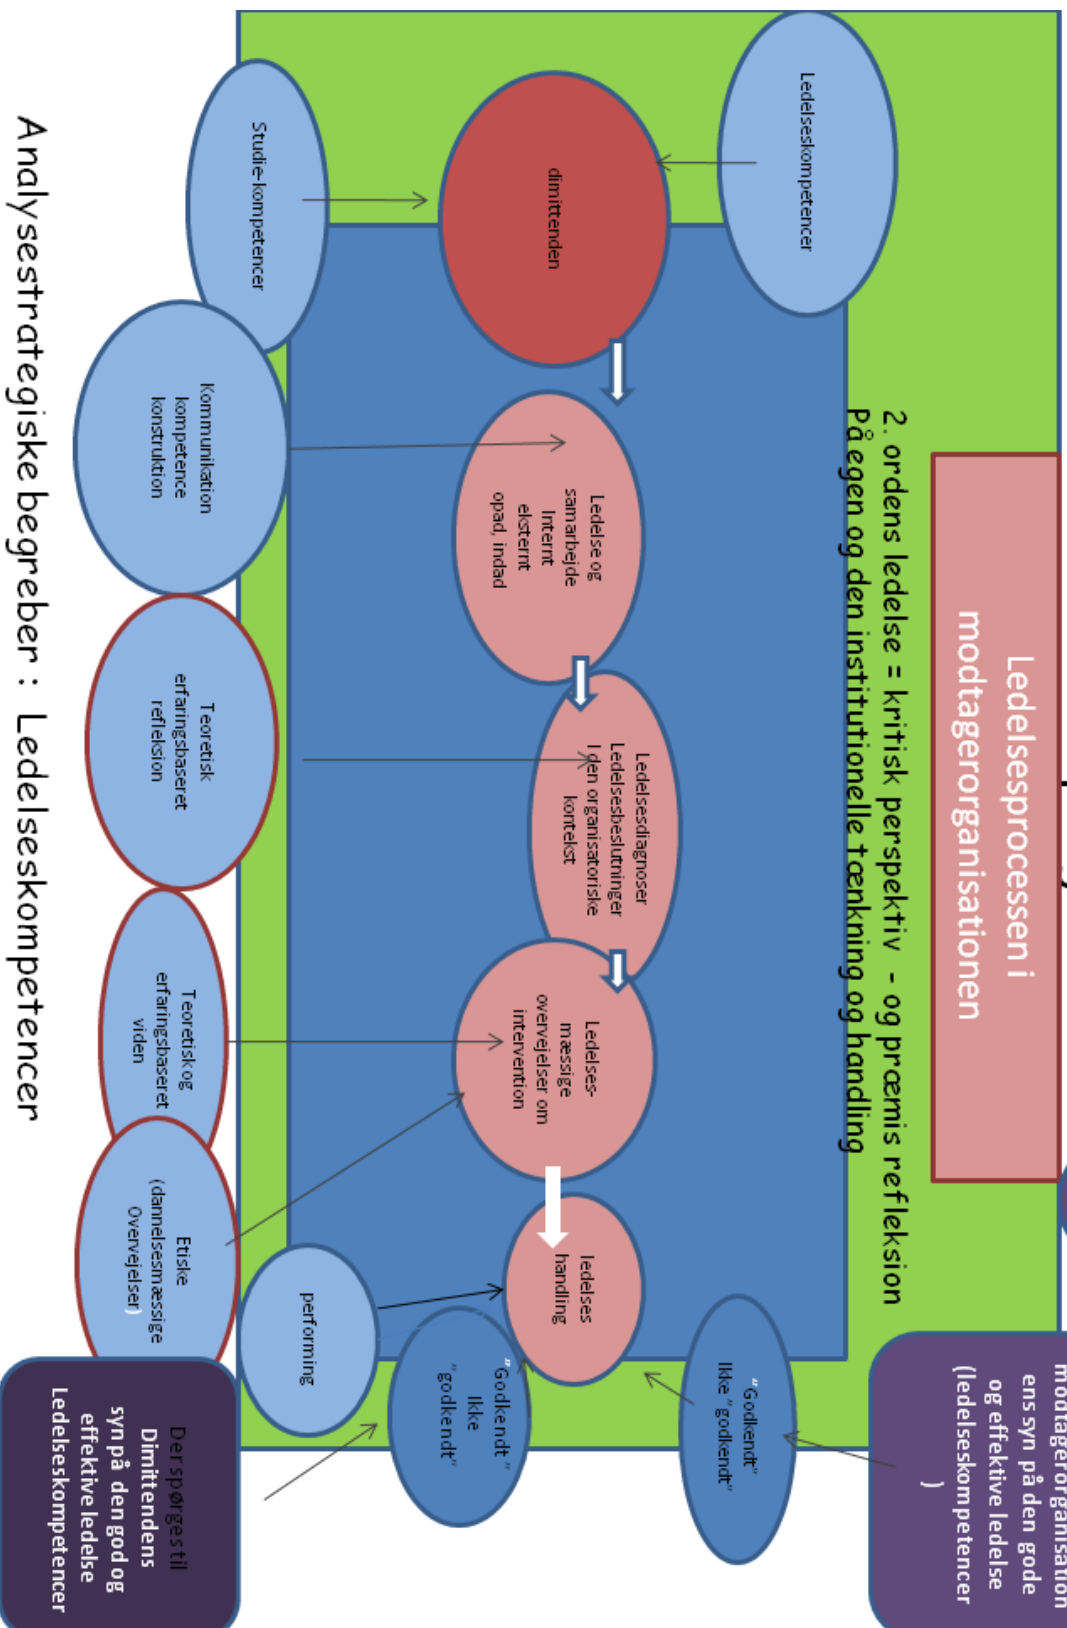 Ledelsesprocessen i
modtagerorganisationen
2. ordens ledelse = kritisk perspektiv - og præmis refleksion
På egen og den institutionelle tænkning og handling
Ledelseskompetencer
dimittenden
Studie-kompetencer
Ledelse og
samarbejde
Internt
eksternt
opad, indad
Ledelsesdiagnoser
Ledelsesbeslutninger
I den organisatoriske
kontekst
Ledelses-
mæssige
overvejelser om
intervention
ledelses
handling
"Godkendt"
Ikke "godkendt"
"Godkendt"
Ikke
"godkendt"
modtagerorganisation
ens syn på den gode
og effektive ledelse
(ledelseskompetencer
)
Kommunikation
kompetence
konstruktion
Teoretisk
erfaringsbaseret
refleksion
Teoretisk og
erfaringsbaseret
viden
Etiske
(dannelsesmæssige
Overvejelser)
performing
Der spørges til
Dimittendens
syn på den god og
effektive ledelse
Ledelseskompetencer
Analysestrategiske begreber : Ledelseskompetencer